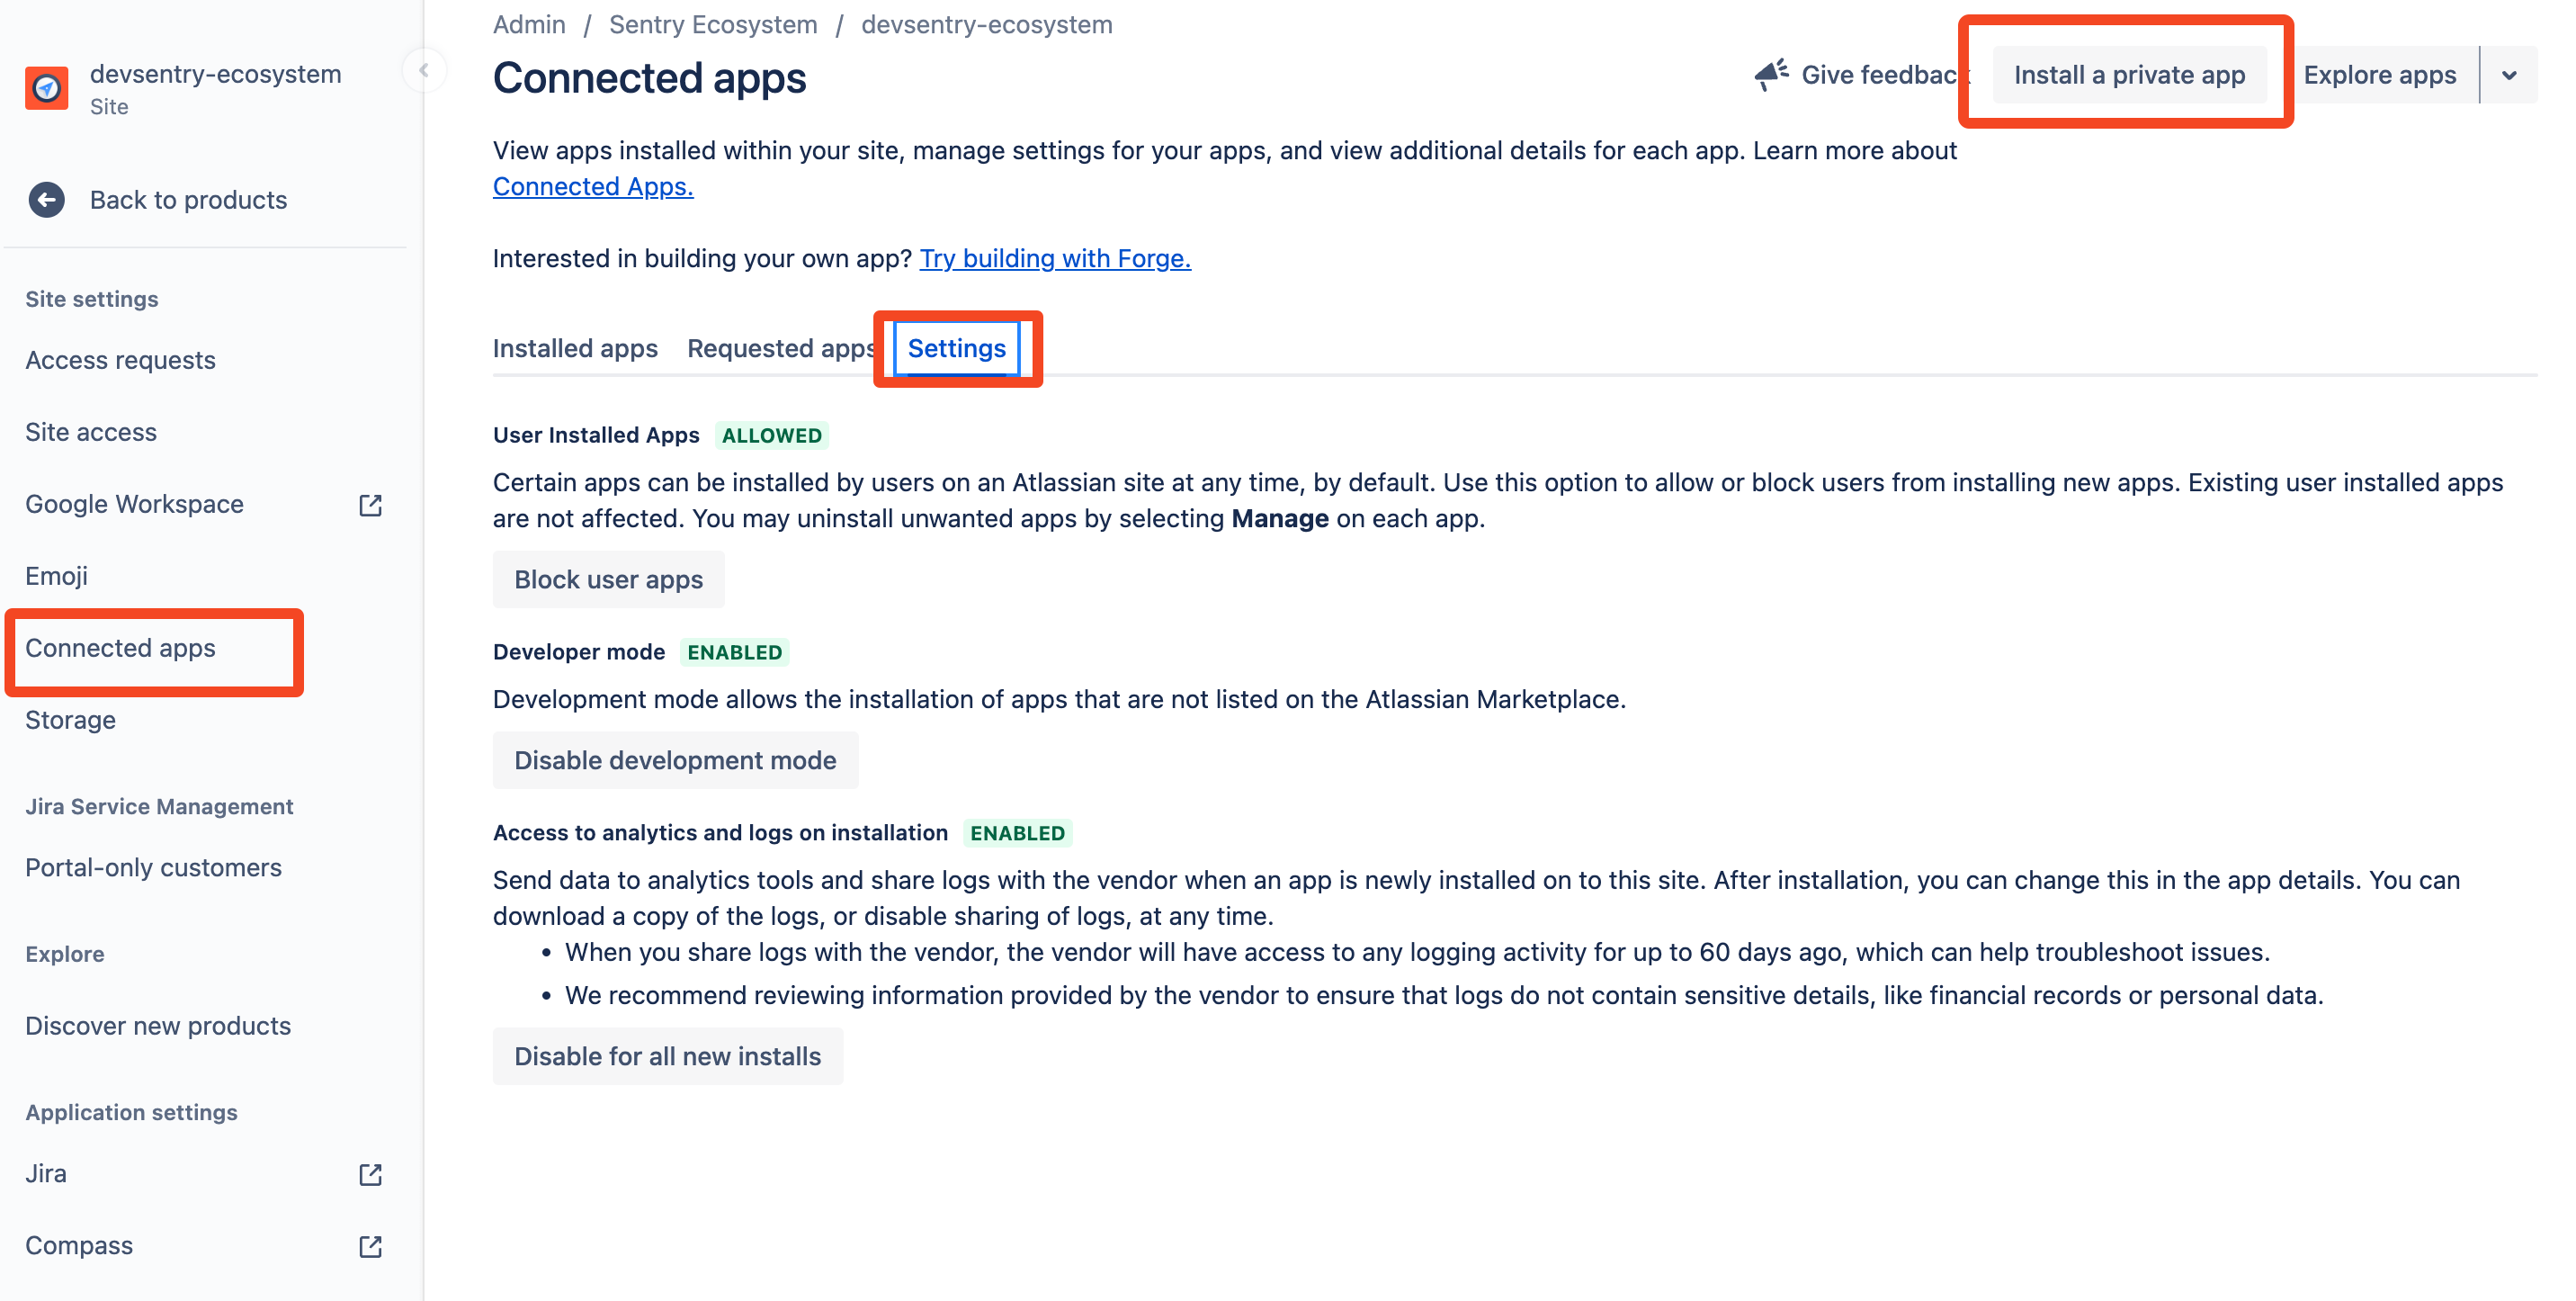 devsentry-ecosystem
Site
Back to products
Site settings
Access requests
Site access
Google Workspace
Emoji
Connected apps
Storage
Jira Service Management
Portal-only customers
Explore
Discover new products
Application settings
Jira
Compass
Admin / Sentry Ecosystem / devsentry-ecosystem
Connected apps
Give feedback
Install a private app
Explore apps
View apps installed within your site, manage settings for your apps, and view additional details for each app. Learn more about
Connected Apps.
Interested in building your own app? Try building with Forge.
Installed apps Requested apps Settings
User Installed Apps ALLOWED
Certain apps can be installed by users on an Atlassian site at any time, by default. Use this option to allow or block users from installing new apps. Existing user installed apps
are not affected. You may uninstall unwanted apps by selecting Manage on each app.
Block user apps
Developer mode ENABLED
Development mode allows the installation of apps that are not listed on the Atlassian Marketplace.
Disable development mode
Access to analytics and logs on installation ENABLED
Send data to analytics tools and share logs with the vendor when an app is newly installed on to this site. After installation, you can change this in the app details. You can
download a copy of the logs, or disable sharing of logs, at any time.
• When you share logs with the vendor, the vendor will have access to any logging activity for up to 60 days ago, which can help troubleshoot issues.
• We recommend reviewing information provided by the vendor to ensure that logs do not contain sensitive details, like financial records or personal data.
Disable for all new installs